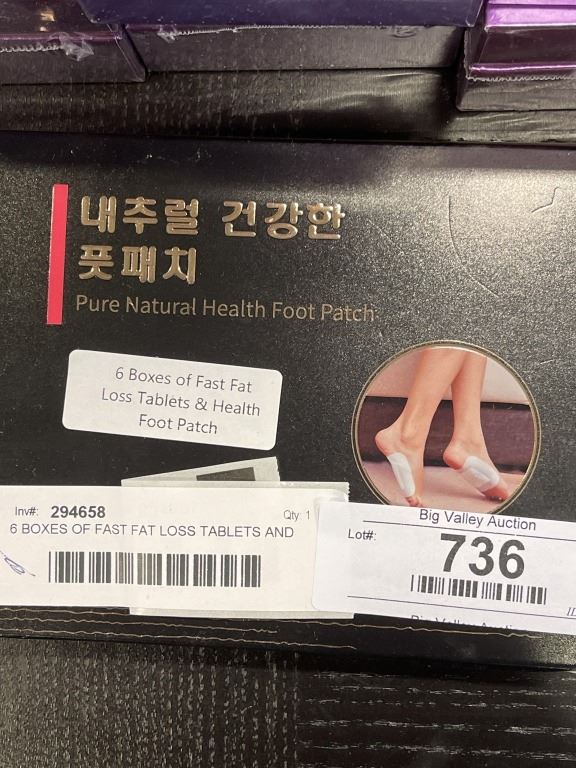 내추럴 건강한
풋패치
Pure Natural Health Foot Patch
6 Boxes of Fast Fat
Loss Tablets & Health
Foot Patch
Inv#: 294658
Qty: 1
6 BOXES OF FAST FAT LOSS TABLETS AND
Big Valley Auction
Lot#:
736